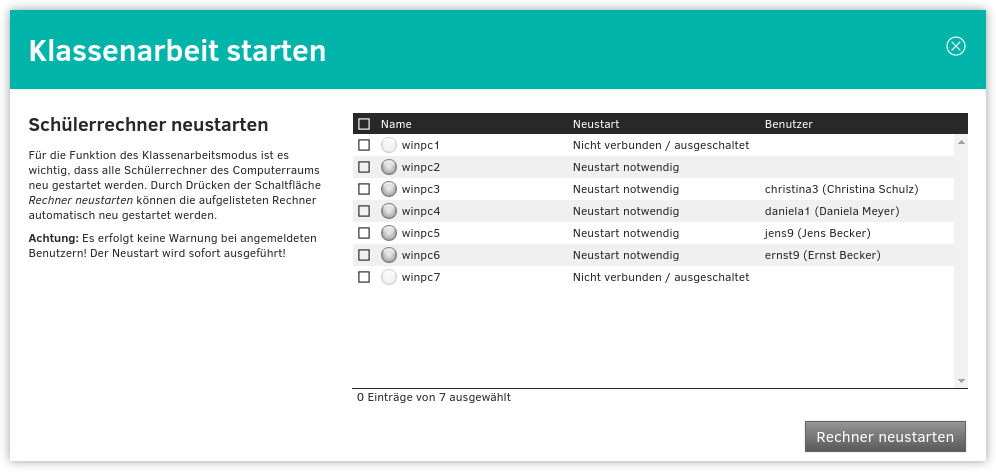 Klassenarbeit starten
Schülerrechner neustarten
Für die Funktion des Klassenarbeitsmodus ist es
wichtig, dass alle Schülerrechner des Computerraums
neu gestartet werden. Durch Drücken der Schaltfläche
Rechner neustarten können die aufgelisteten Rechner
automatisch neu gestartet werden.
Achtung: Es erfolgt keine Warnung bei angemeldeten
Benutzern! Der Neustart wird sofort ausgeführt!
Name Neustart Benutzer
winpc1 Nicht verbunden / ausgeschaltet
winpc2 Neustart notwendig
winpc3 Neustart notwendig christina3 (Christina Schulz)
winpc4 Neustart notwendig daniela1 (Daniela Meyer)
winpc5 Neustart notwendig jens9 (Jens Becker)
winpc6 Neustart notwendig ernst9 (Ernst Becker)
winpc7 Nicht verbunden / ausgeschaltet
0 Einträge von 7 ausgewählt
Rechner neustarten